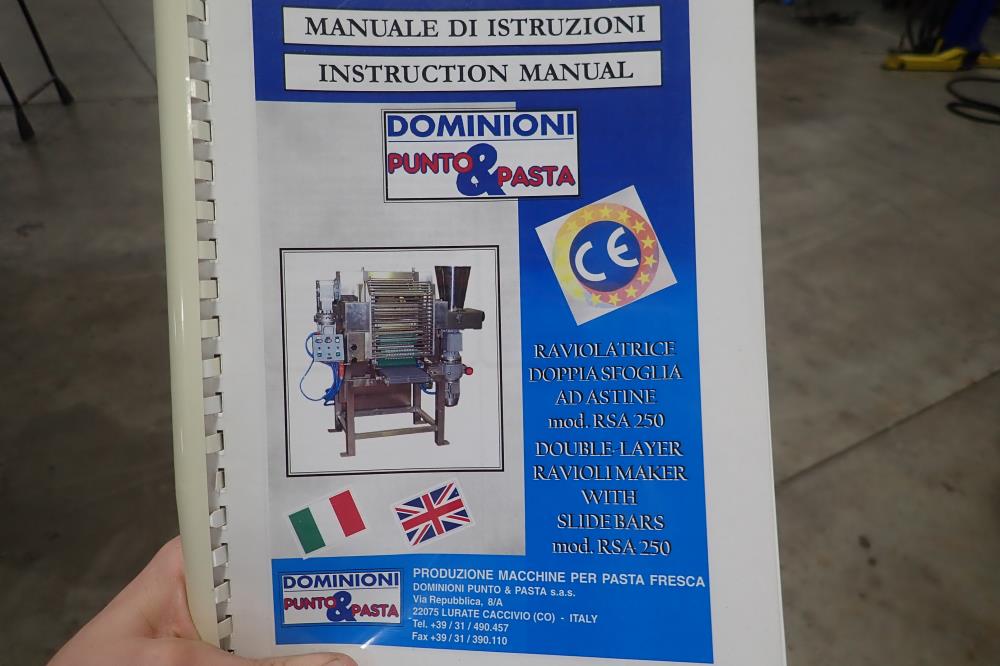 MANUALE DI ISTRUZIONI
INSTRUCTION MANUAL
DOMINIONI
PUNTO & PASTA
CE
RAVIOLATRICE
DOPPIA SFOGLIA
AD ASTINE
mod. RSA 250
DOUBLE-LAYER
RAVIOLI MAKER
WITH
SLIDE BARS
mod. RSA 250
DOMINIONI
PUNTO & PASTA
PRODUZIONE MACCHINE PER PASTA FRESCA
DOMINIONI PUNTO & PASTA s.a.s.
Via Repubblica, 8/A
22075 LURATE CACCIVIO (CO) - ITALY
Tel. +39 / 31 / 490.457
Fax +39 / 31 / 390.110